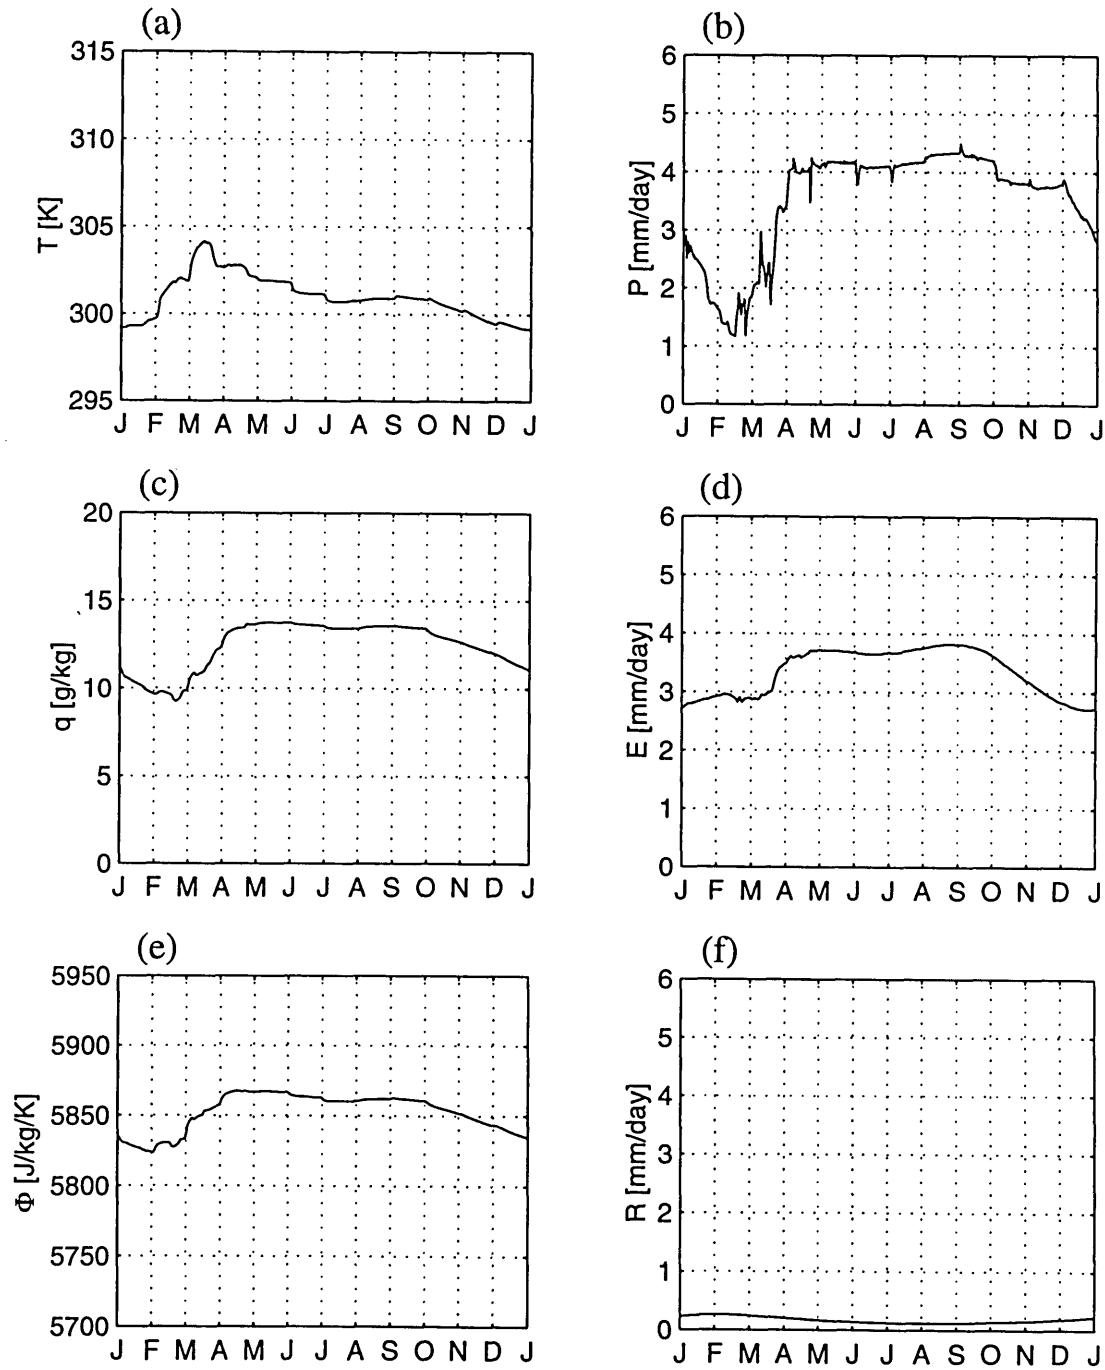 (a)
315
310
305
300
295
T [K]
J F M A M J J A S O N D J
(b)
6
5
4
3
2
1
0
P [mm/day]
J F M A M J J A S O N D J
(c)
20
15
10
5
0
q [g/kg]
J F M A M J J A S O N D J
(d)
6
5
4
3
2
1
0
E [mm/day]
J F M A M J J A S O N D J
(e)
5950
5900
5850
5800
5750
5700
Φ [J/kg/K]
J F M A M J J A S O N D J
(f)
6
5
4
3
2
1
0
R [mm/day]
J F M A M J J A S O N D J